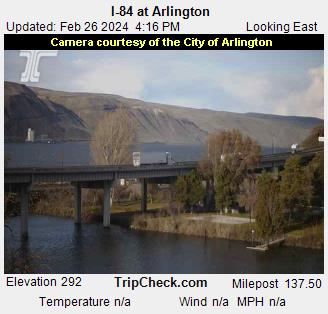 I-84 at Arlington
Updated: Feb 26 2024 4:16 PM Looking East
Camera courtesy of the City of Arlington
Elevation 292 TripCheck.com Milepost 137.50
Temperature n/a Wind n/a MPH n/a